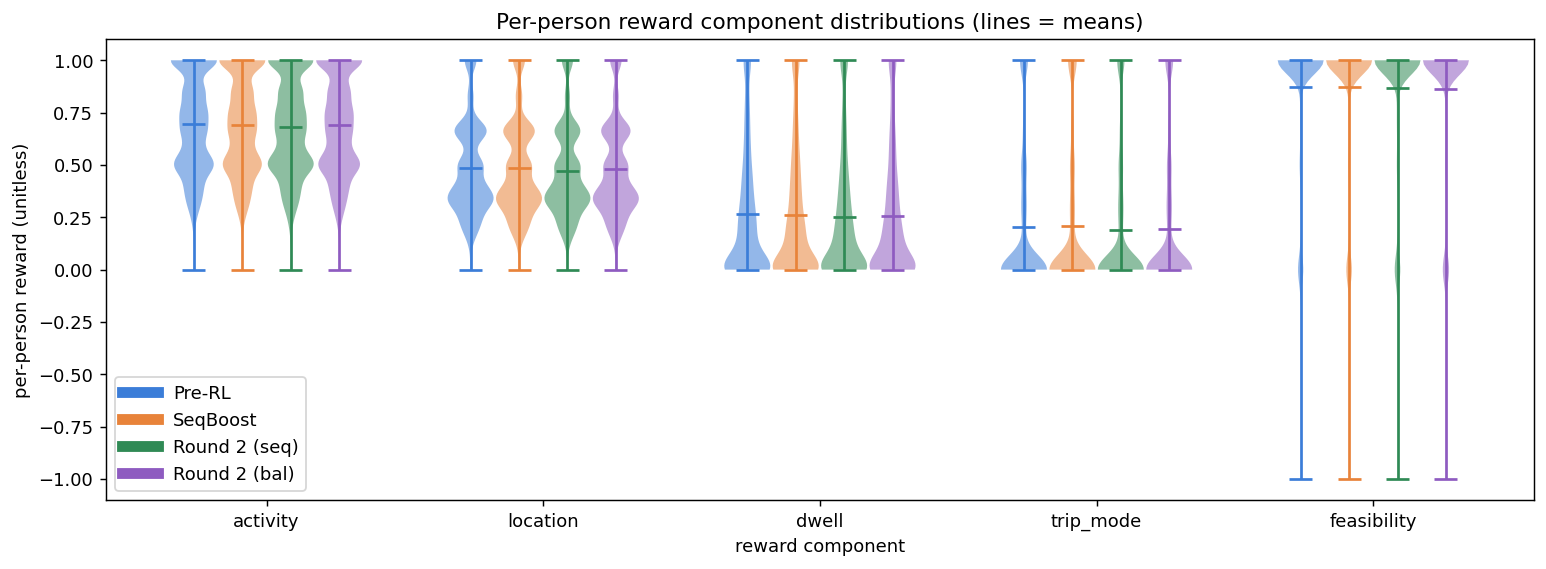 Per-person reward component distributions (lines = means)
per-person reward (unitless)
1.00
0.75
0.50
0.25
0.00
−0.25
−0.50
−0.75
−1.00
Pre-RL
SeqBoost
Round 2 (seq)
Round 2 (bal)
activity
location
dwell
trip_mode
feasibility
reward component